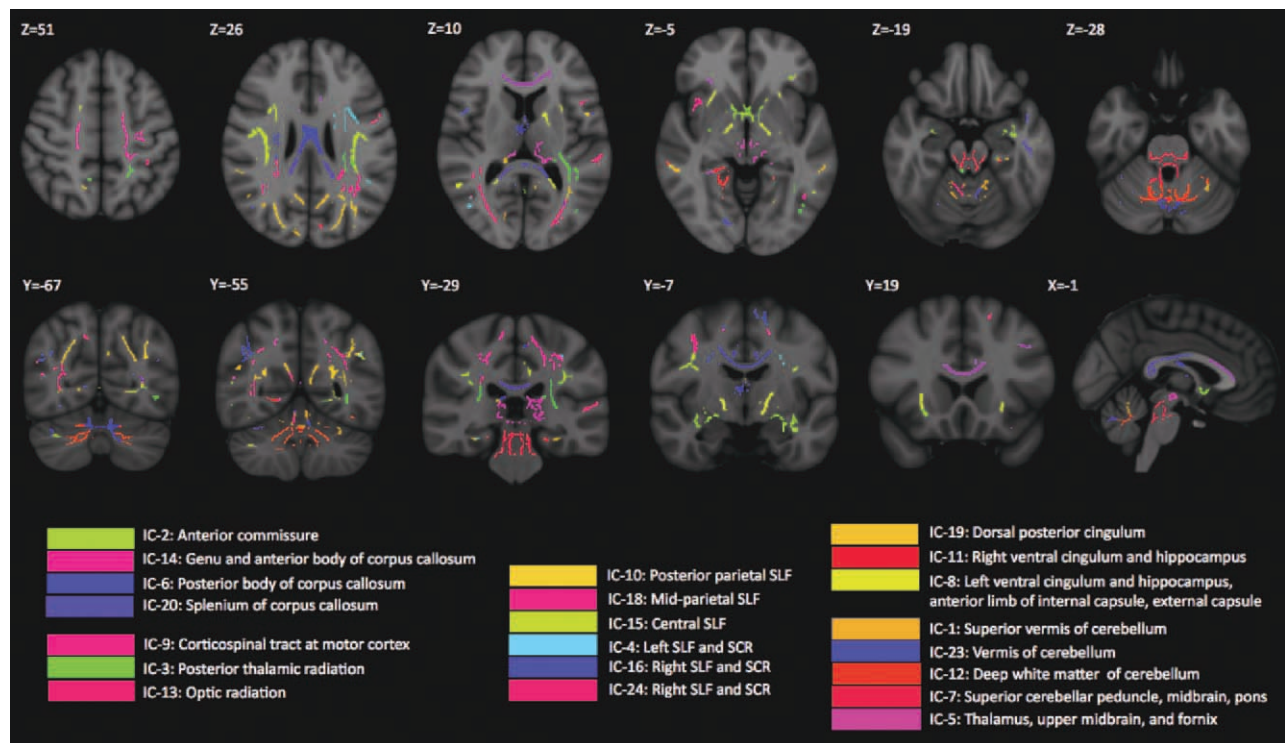 Z=51
Z=26
Z=10
Z=-5
Z=-19
Z=-28
Y=-67
Y=-55
Y=-29
Y=-7
Y=19
X=-1
IC-2: Anterior commissure
IC-14: Genu and anterior body of corpus callosum
IC-6: Posterior body of corpus callosum
IC-20: Splenium of corpus callosum
IC-9: Corticospinal tract at motor cortex
IC-3: Posterior thalamic radiation
IC-13: Optic radiation
IC-10: Posterior parietal SLF
IC-18: Mid-parietal SLF
IC-15: Central SLF
IC-4: Left SLF and SCR
IC-16: Right SLF and SCR
IC-24: Right SLF and SCR
IC-19: Dorsal posterior cingulum
IC-11: Right ventral cingulum and hippocampus
IC-8: Left ventral cingulum and hippocampus,
anterior limb of internal capsule, external capsule
IC-1: Superior vermis of cerebellum
IC-23: Vermis of cerebellum
IC-12: Deep white matter of cerebellum
IC-7: Superior cerebellar peduncle, midbrain, pons
IC-5: Thalamus, upper midbrain, and fornix